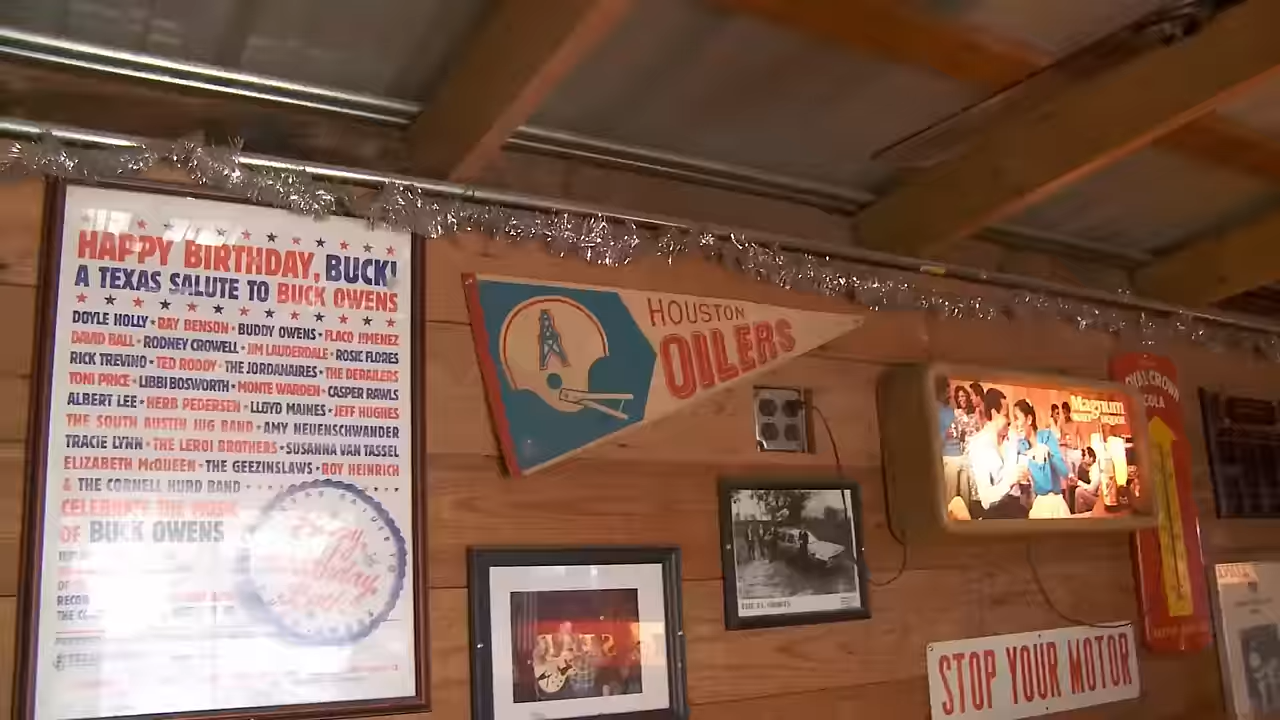 HAPPY BIRTHDAY, BUCK!
A TEXAS SALUTE TO BUCK OWENS
DOYLE HOLLY • RAY BENSON • BUDDY OWENS • FLACO JIMENEZ
DAVID BALL • RODNEY CROWELL • JIM LAUDERDALE • ROSIE FLORES
RICK TREVINO • TED RODDY • THE JORDANAIRES • THE DERAILERS
TONI PRICE • LIBBI BOSWORTH • MONTE WARDEN • CASPER RAWLS
ALBERT LEE • HERB PEDERSEN • LLOYD MAINES • JEFF HUGHES
THE SOUTH AUSTIN JUG BAND • AMY NEUENSCHWANDER
TRACIE LYNN • THE LEROI BROTHERS • SUSANNA VAN TASSEL
ELIZABETH McQUEEN • THE GEEZINSLAWS • ROY HEINRICH
& THE CORNELL HURD BAND
CELEBRATE THE MUSIC
OF BUCK OWENS
HOUSTON
OILERS
Magnum
ROYAL CROWN
COLA
STOP YOUR MOTOR